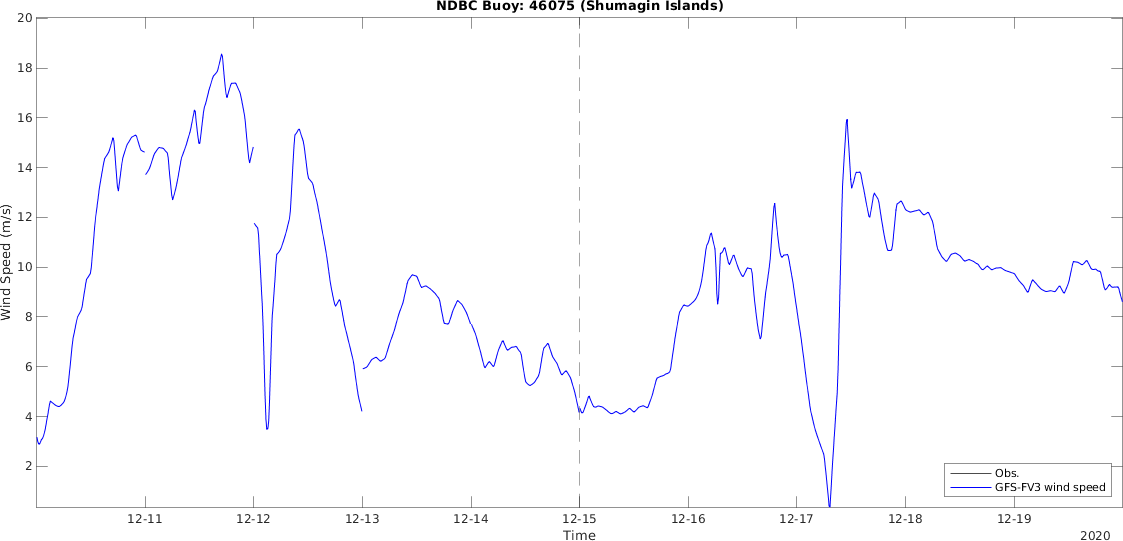 NDBC Buoy: 46075 (Shumagin Islands)
20
18
16
14
12
10
8
6
4
2
Wind Speed (m/s)
Obs.
GFS-FV3 wind speed
12-11 12-12 12-13 12-14 12-15 12-16 12-17 12-18 12-19
Time
2020